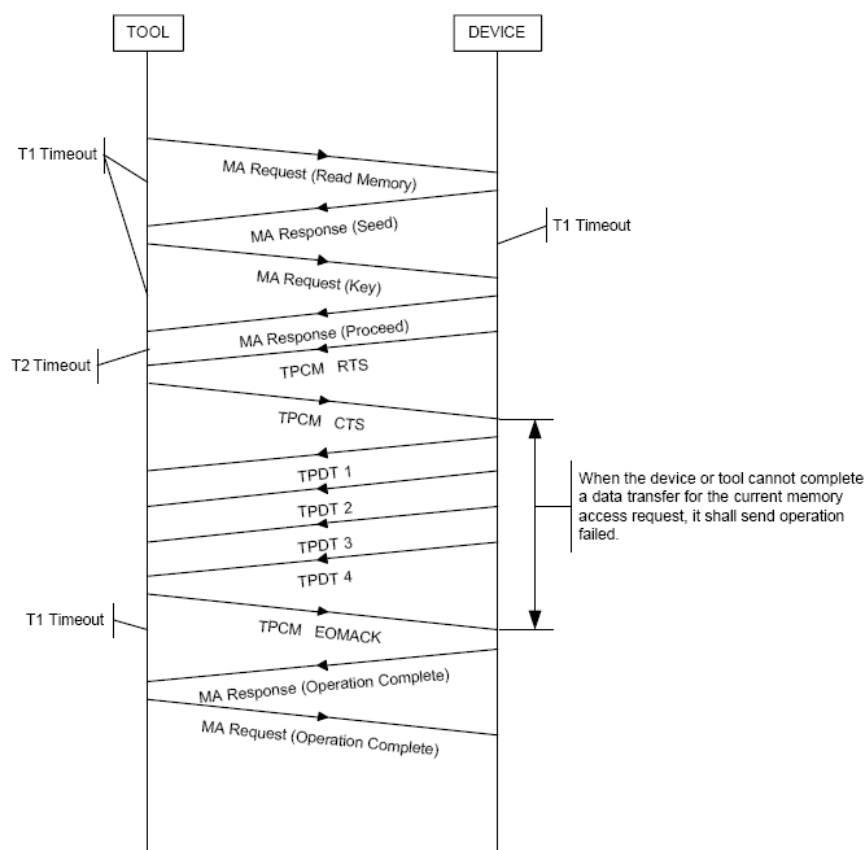 TOOL
DEVICE
T1 Timeout
MA Request (Read Memory)
MA Response (Seed)
T1 Timeout
MA Request (Key)
MA Response (Proceed)
T2 Timeout
TPCM RTS
TPCM CTS
TPDT 1
When the device or tool cannot complete
a data transfer for the current memory
access request, it shall send operation
failed.
TPDT 2
TPDT 3
TPDT 4
T1 Timeout
TPCM EOMACK
MA Response (Operation Complete)
MA Request (Operation Complete)